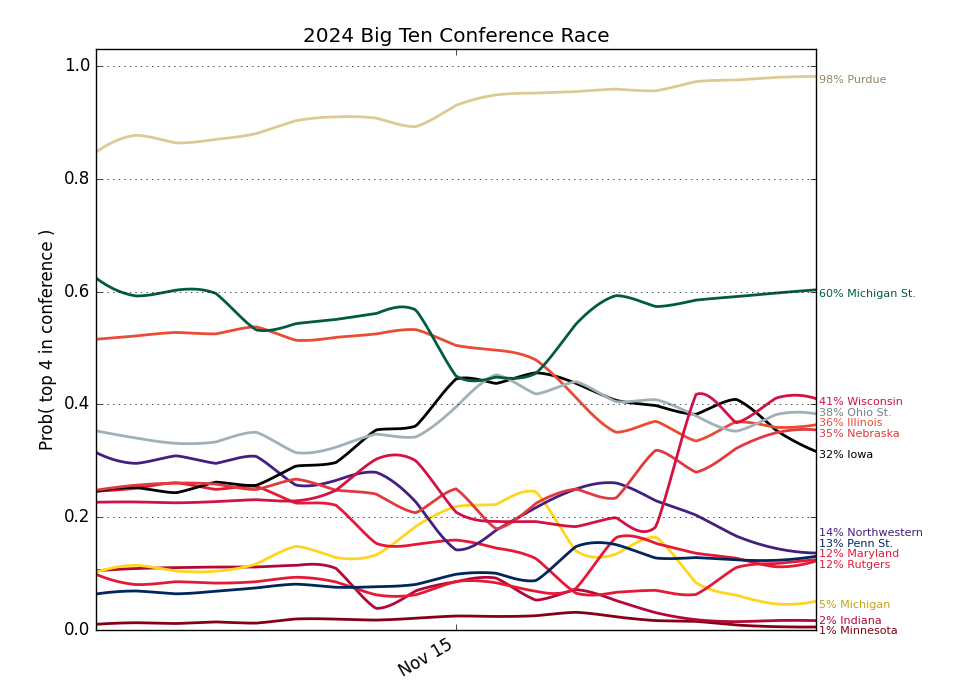 2024 Big Ten Conference Race
Prob( top 4 in conference )
1.0
0.8
0.6
0.4
0.2
0.0
Nov 15
98% Purdue
60% Michigan St.
41% Wisconsin
38% Ohio St.
36% Illinois
35% Nebraska
32% Iowa
14% Northwestern
13% Penn St.
12% Maryland
12% Rutgers
5% Michigan
2% Indiana
1% Minnesota